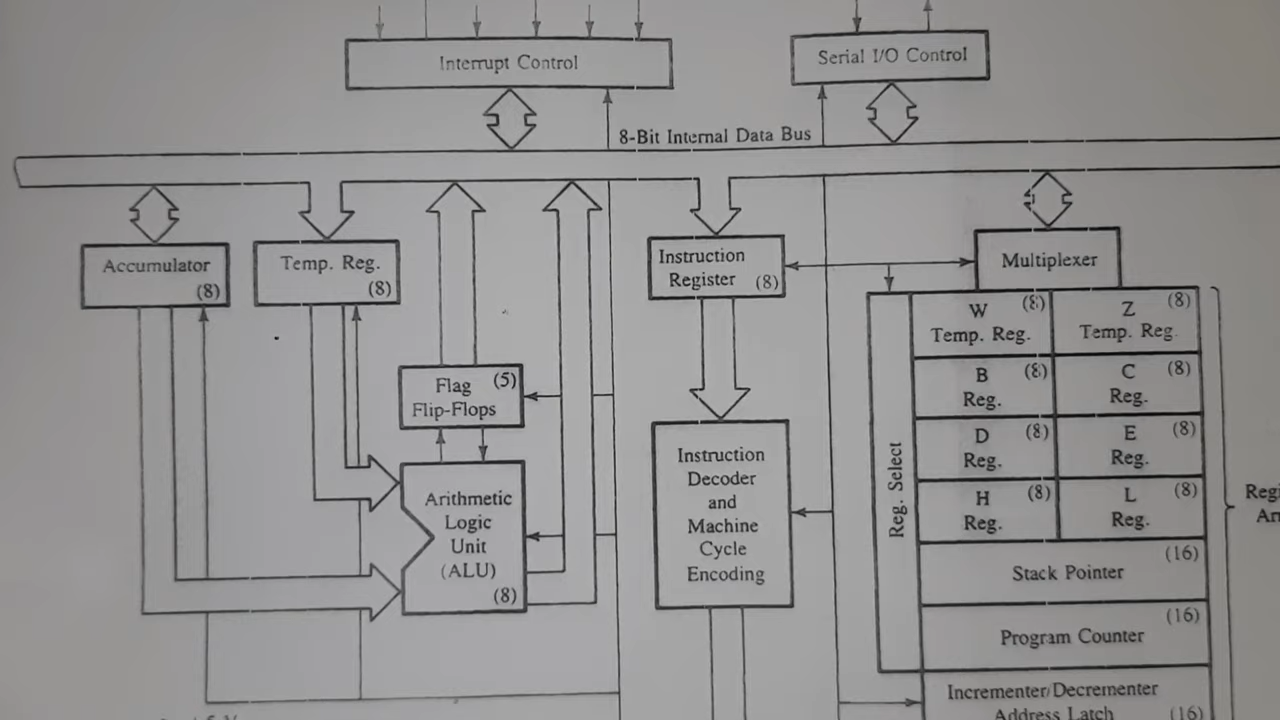 Interrupt Control
Serial I/O Control
8-Bit Internal Data Bus
Accumulator
(8)
Temp. Reg.
(8)
Instruction
Register (8)
Multiplexer
Flag (5)
Flip-Flops
Arithmetic
Logic
Unit
(ALU)
(8)
Instruction
Decoder
and
Machine
Cycle
Encoding
Reg. Select
W (8)
Temp. Reg.
Z (8)
Temp. Reg.
B (8)
Reg.
C (8)
Reg.
D (8)
Reg.
E (8)
Reg.
H (8)
Reg.
L (8)
Reg.
(16)
Stack Pointer
(16)
Program Counter
Incrementer/Decrementer
Address Latch (16)